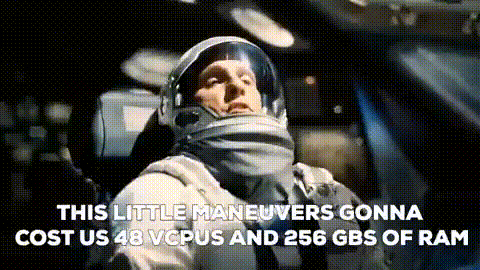 THIS LITTLE MANEUVERS GONNA
COST US 48 VCPUS AND 256 GBS OF RAM